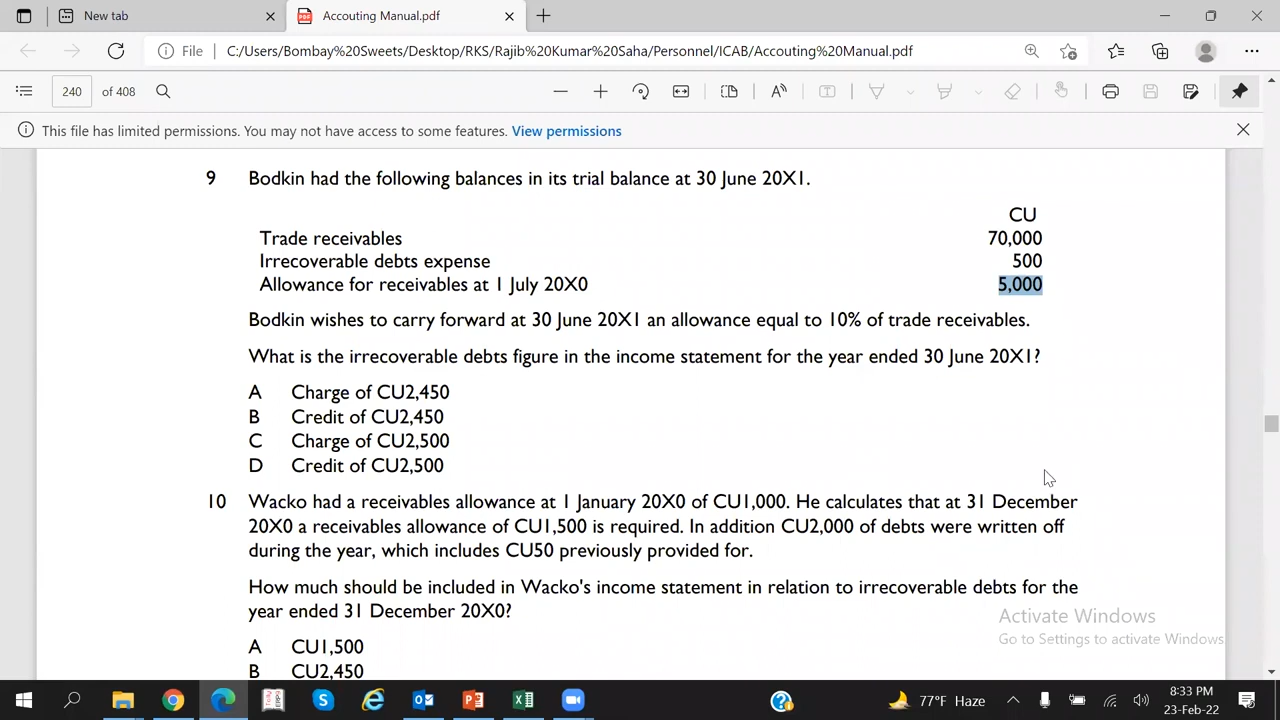 New tab
Accouting Manual.pdf
File
C:/Users/Bombay%20Sweets/Desktop/RKS/Rajib%20Kumar%20Saha/Personnel/ICAB/Accouting%20Manual.pdf
240 of 408
This file has limited permissions. You may not have access to some features. View permissions
9 Bodkin had the following balances in its trial balance at 30 June 20X1.
CU
Trade receivables 70,000
Irrecoverable debts expense 500
Allowance for receivables at 1 July 20X0 5,000
Bodkin wishes to carry forward at 30 June 20X1 an allowance equal to 10% of trade receivables.
What is the irrecoverable debts figure in the income statement for the year ended 30 June 20X1?
A Charge of CU2,450
B Credit of CU2,450
C Charge of CU2,500
D Credit of CU2,500
10 Wacko had a receivables allowance at 1 January 20X0 of CU1,000. He calculates that at 31 December
20X0 a receivables allowance of CU1,500 is required. In addition CU2,000 of debts were written off
during the year, which includes CU50 previously provided for.
How much should be included in Wacko's income statement in relation to irrecoverable debts for the
year ended 31 December 20X0?
A CU1,500
B CU2,450
Activate Windows
Go to Settings to activate Windows.
77°F Haze
8:33 PM
23-Feb-22